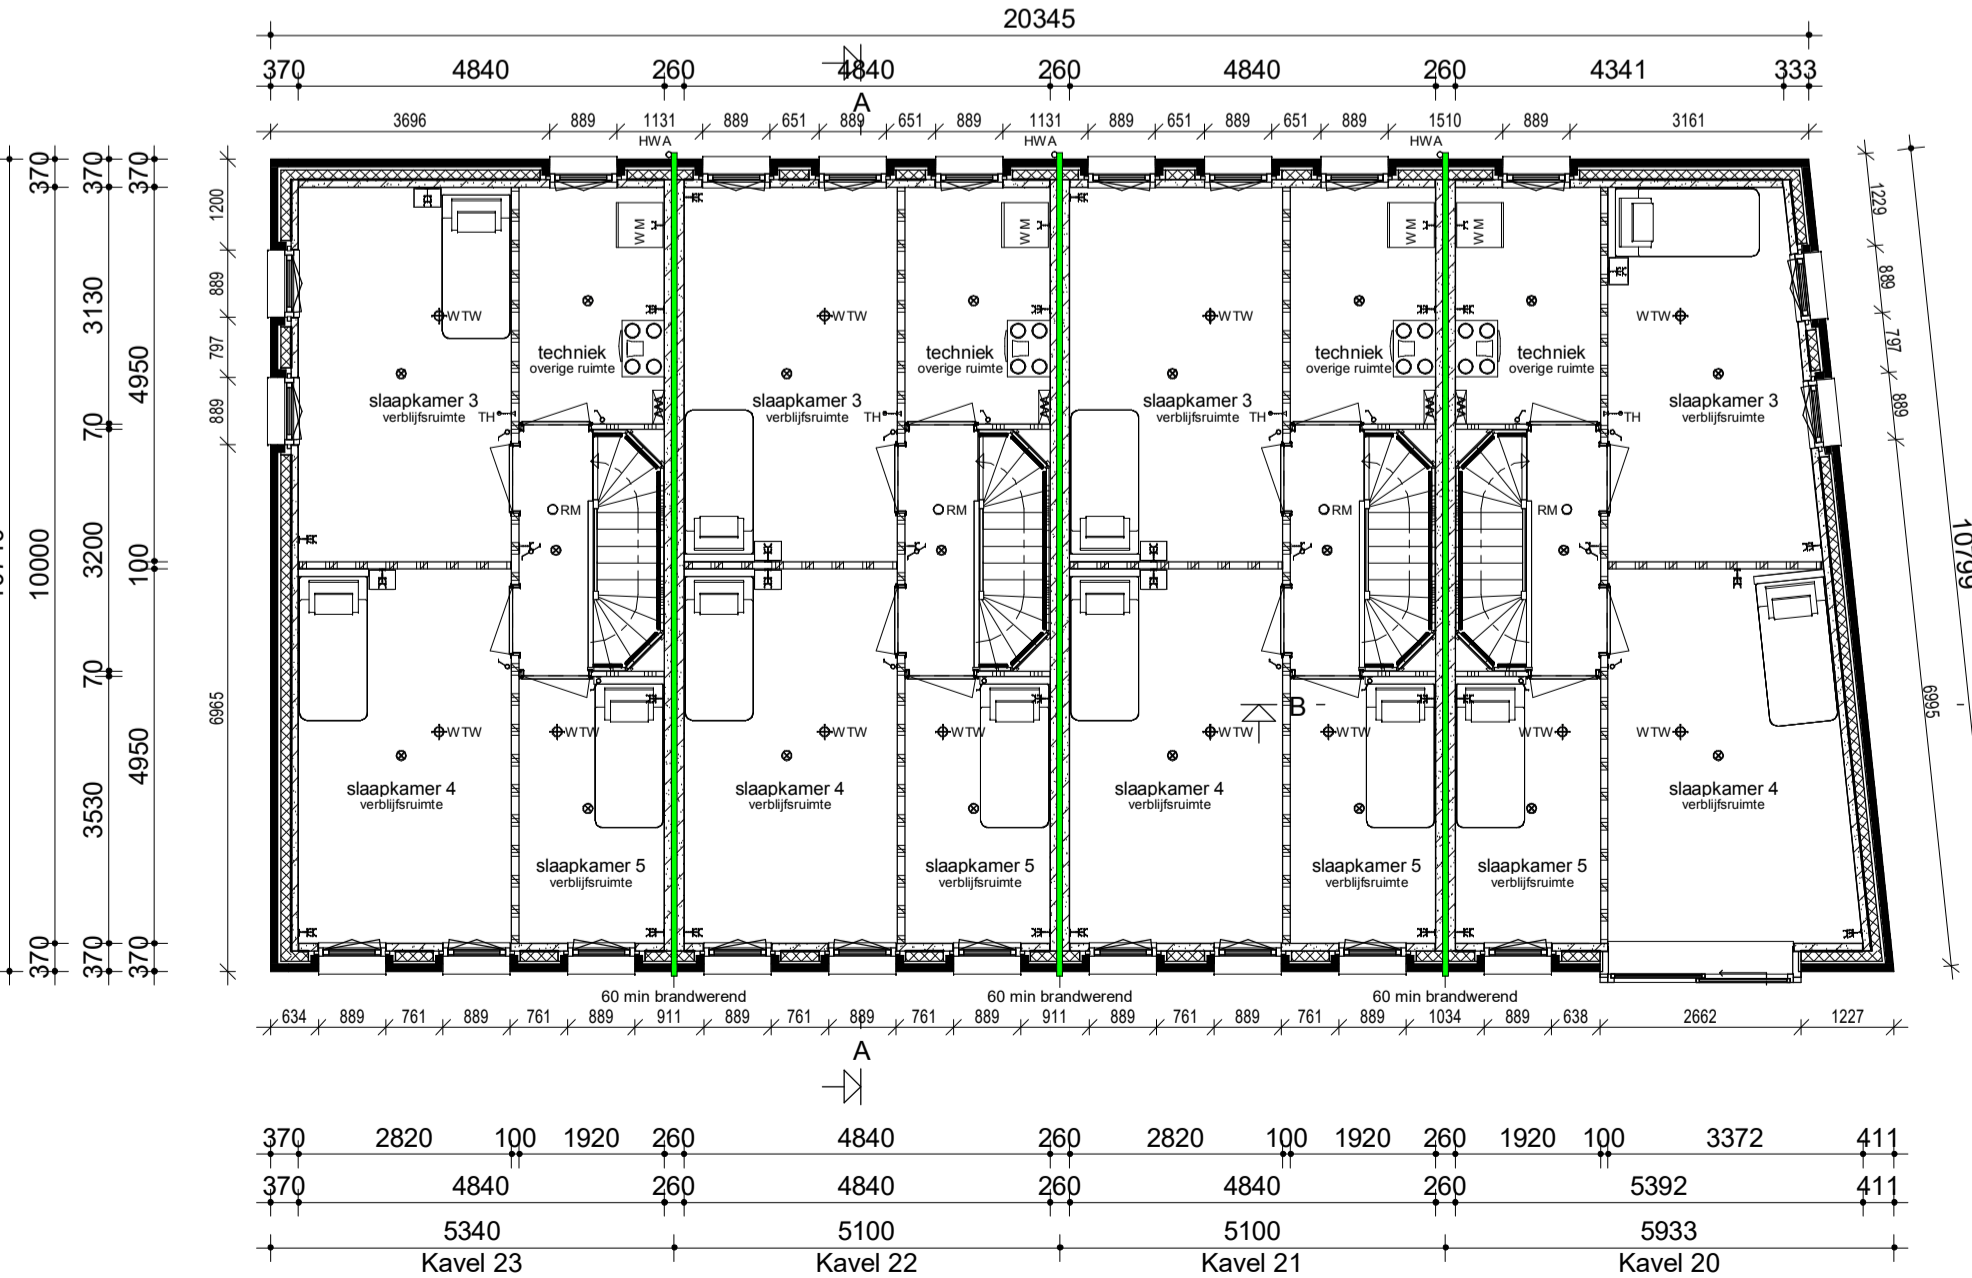 20345
370 4840 260 4840 260 4840 260 4341 333
A
3696 889 1131 889 651 889 651 889 1131 889 651 889 651 889 1510 889 3161
HWA HWA HWA
370 370 370
1200 1229
WM WM WM WM WM
889 889
3130
WTW WTW WTW WTW
797 797
techniek techniek techniek techniek
overige ruimte overige ruimte overige ruimte overige ruimte
4950
889 889
slaapkamer 3 slaapkamer 3 slaapkamer 3 slaapkamer 3
verblijfsruimte verblijfsruimte verblijfsruimte verblijfsruimte
TH TH TH TH
70
RM RM RM RM
10000 3200 100 10799
70
6965 6995
B
WTW WTW WTW WTW WTW WTW WTW WTW
4950
slaapkamer 4 slaapkamer 4 slaapkamer 4 slaapkamer 4
verblijfsruimte verblijfsruimte verblijfsruimte verblijfsruimte
3530
slaapkamer 5 slaapkamer 5 slaapkamer 5 slaapkamer 5
verblijfsruimte verblijfsruimte verblijfsruimte verblijfsruimte
370 370 370
60 min brandwerend 60 min brandwerend 60 min brandwerend
634 889 761 889 761 889 911 889 761 889 761 889 911 889 761 889 761 889 1034 889 638 2662 1227
A
370 2820 100 1920 260 4840 260 2820 100 1920 260 1920 100 3372 411
370 4840 260 4840 260 4840 260 5392 411
5340 5100 5100 5933
Kavel 23 Kavel 22 Kavel 21 Kavel 20